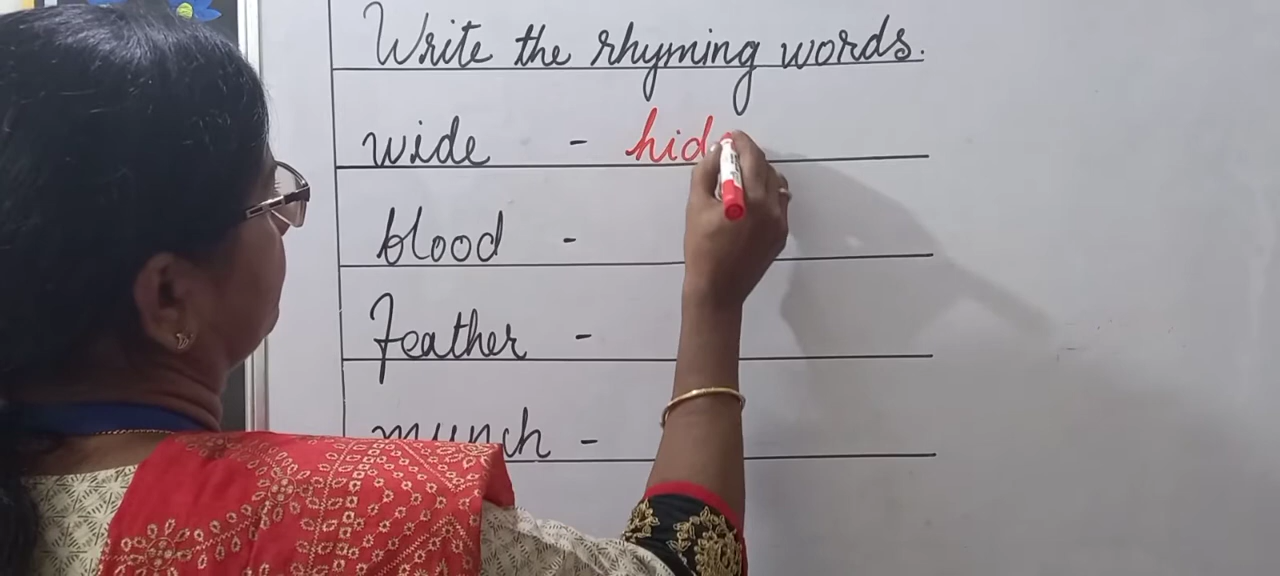 Write the rhyming words.
wide - hid
blood -
Feather -
munch -